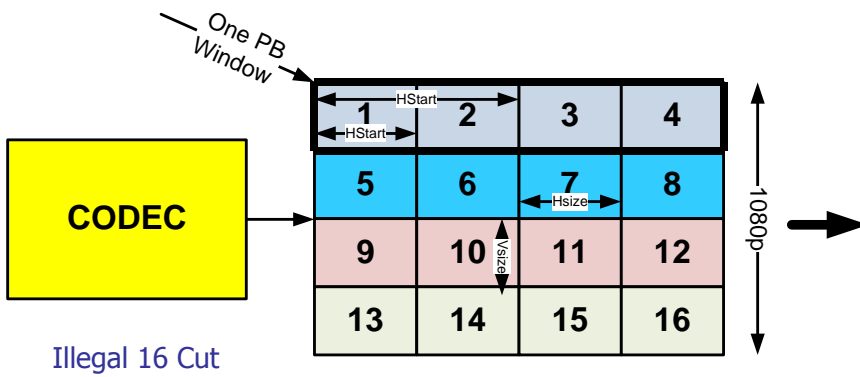 One PB
Window
1 2 3 4
HStart
HStart
5 6 7 8
Hsize
CODEC
1080p
9 10 11 12
Vsize
13 14 15 16
Illegal 16 Cut